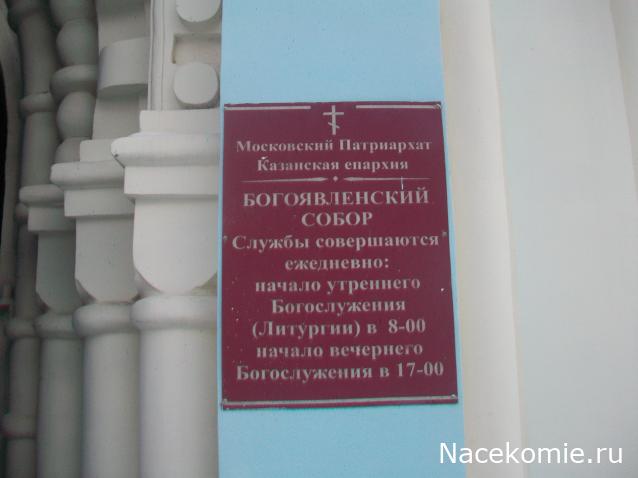 Московский Патриархат
Казанская епархия
БОГОЯВЛЕНСКИЙ
СОБОР
Службы совершаются
ежедневно:
начало утреннего
Богослужения
(Литургии) в 8-00
начало вечернего
Богослужения в 17-00
Nacekomie.ru